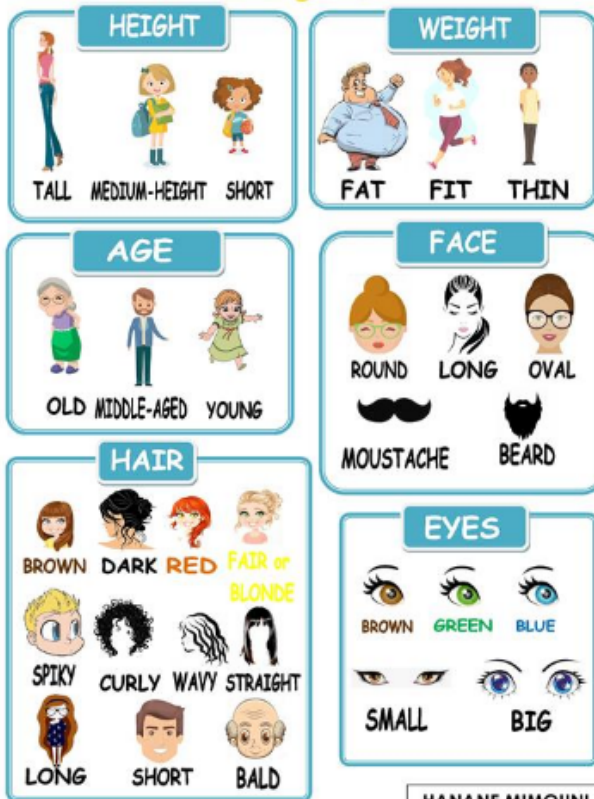 HEIGHT
TALL MEDIUM-HEIGHT SHORT
WEIGHT
FAT FIT THIN
AGE
OLD MIDDLE-AGED YOUNG
FACE
ROUND LONG OVAL
MOUSTACHE BEARD
HAIR
BROWN DARK RED FAIR or
BLONDE
SPIKY CURLY WAVY STRAIGHT
LONG SHORT BALD
EYES
BROWN GREEN BLUE
SMALL BIG
HANANE MIMOUNI